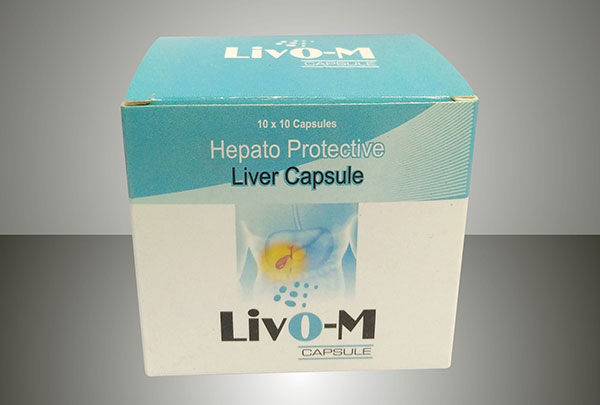 LivO-M
CAPSULE
10 x 10 Capsules
Hepato Protective
Liver Capsule
LivO-M
CAPSULE